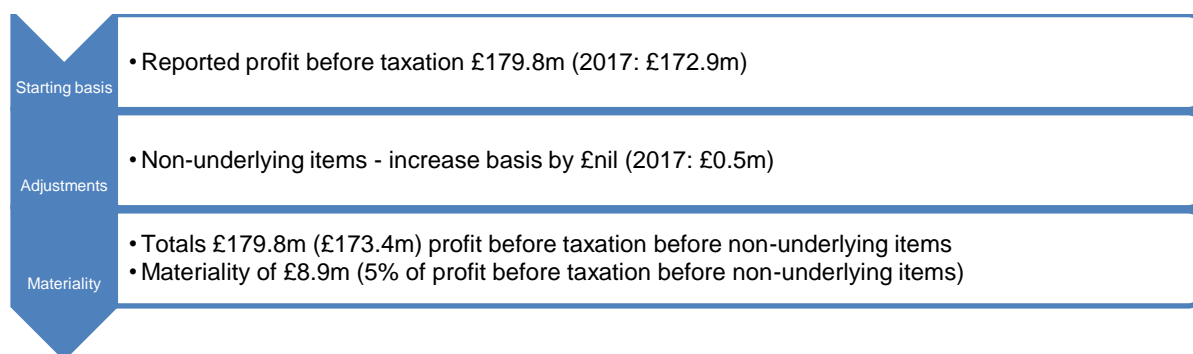 • Reported profit before taxation £179.8m (2017: £172.9m)
Starting basis
• Non-underlying items - increase basis by £nil (2017: £0.5m)
Adjustments
• Totals £179.8m (£173.4m) profit before taxation before non-underlying items
• Materiality of £8.9m (5% of profit before taxation before non-underlying items)
Materiality